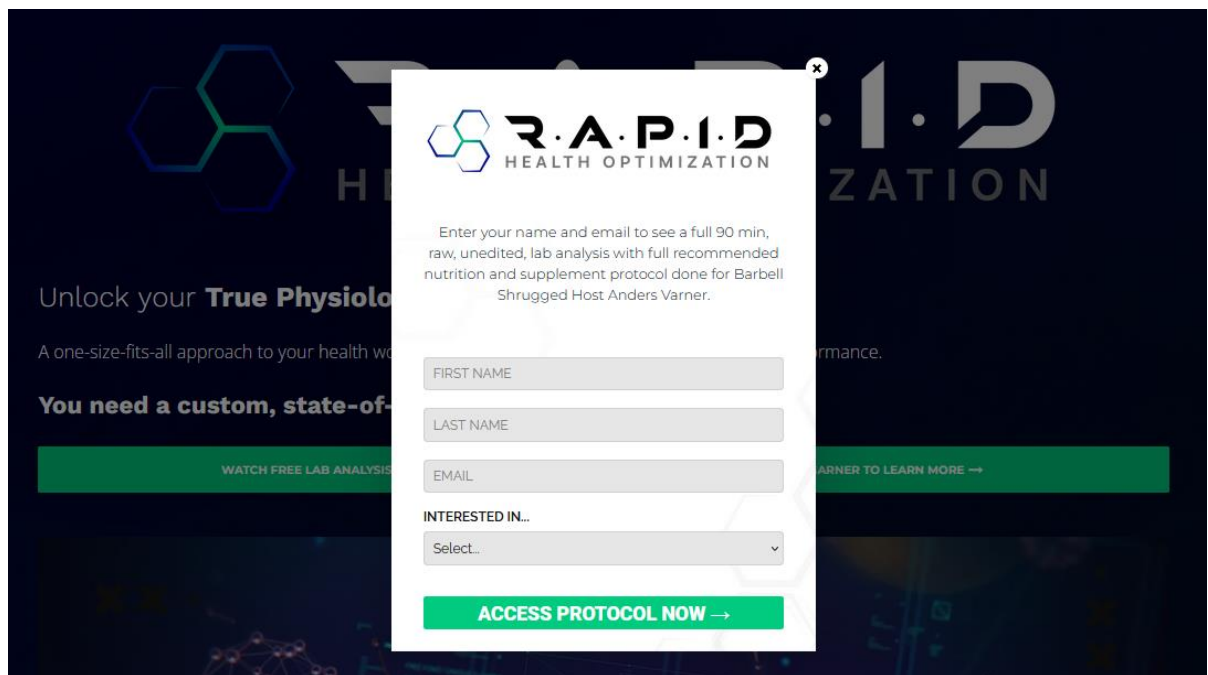 R·A·P·I·D
HEALTH OPTIMIZATION
Enter your name and email to see a full 90 min,
raw, unedited, lab analysis with full recommended
nutrition and supplement protocol done for Barbell
Shrugged Host Anders Varner.
FIRST NAME
LAST NAME
EMAIL
INTERESTED IN...
Select...
ACCESS PROTOCOL NOW →
I·D
ZATION
Unlock your True Physiolo
A one-size-fits-all approach to your health
rmance.
You need a custom, state-of-
WATCH FREE LAB ANALYSIS
ARNER TO LEARN MORE →